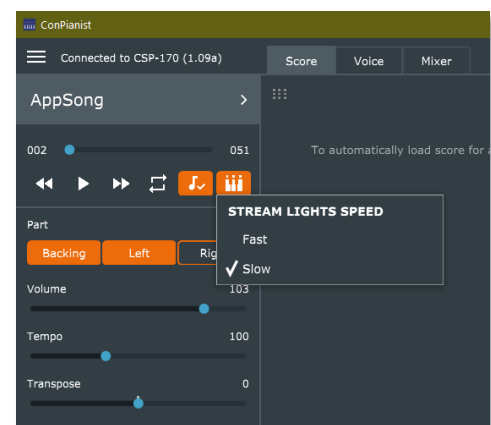 ConPianist
Connected to CSP-170 (1.09a)
Score
Voice
Mixer
AppSong
002
051
To automatically load score for
STREAM LIGHTS SPEED
Fast
Slow
Part
Backing
Left
Rig
Volume
103
Tempo
100
Transpose
0